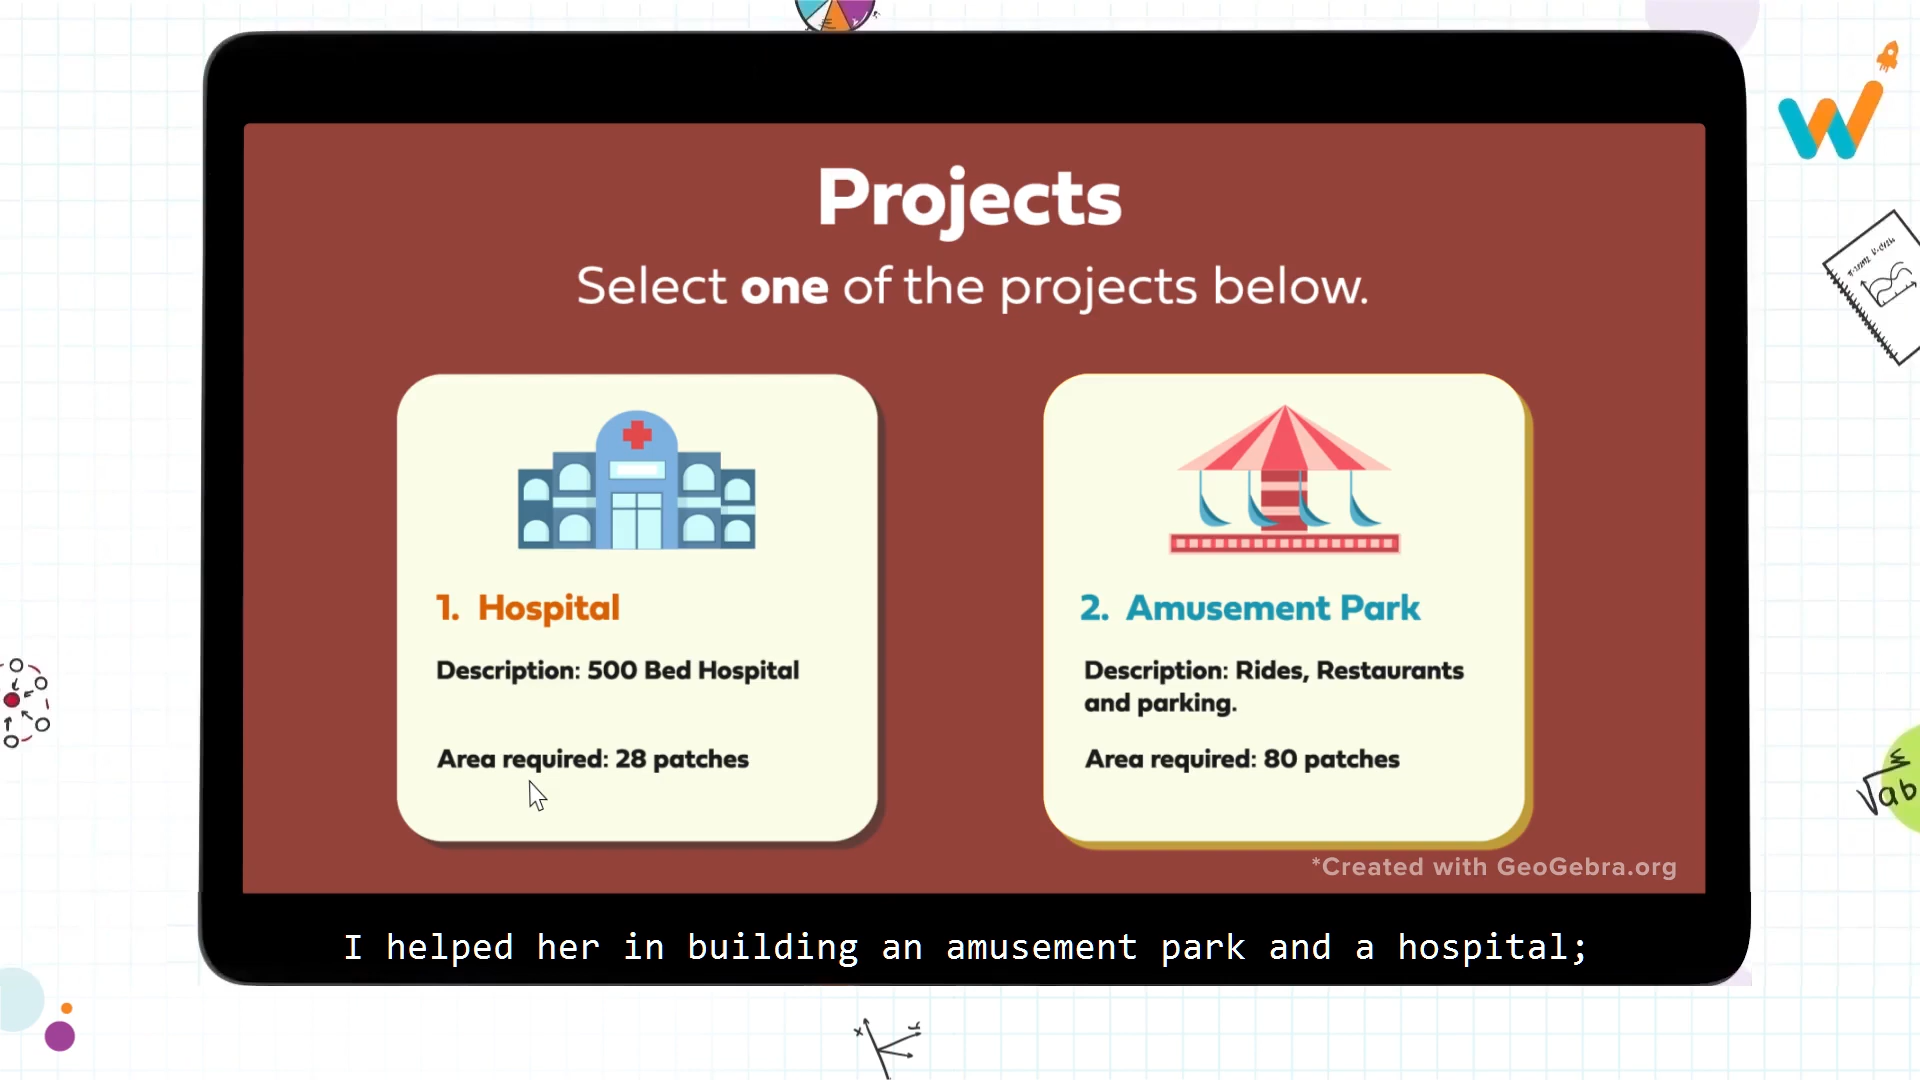 Projects
Select one of the projects below.
1. Hospital
Description: 500 Bed Hospital
Area required: 28 patches
2. Amusement Park
Description: Rides, Restaurants
and parking.
Area required: 80 patches
*Created with GeoGebra.org
I helped her in building an amusement park and a hospital;
√ab